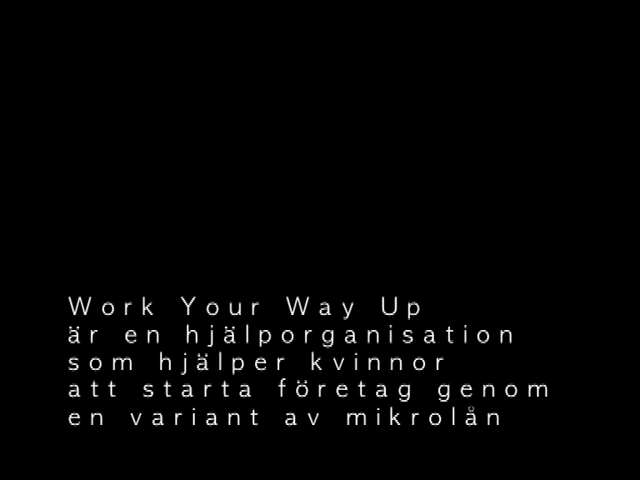 Work Your Way Up
är en hjälporganisation
som hjälper kvinnor
att starta företag genom
en variant av mikrolån